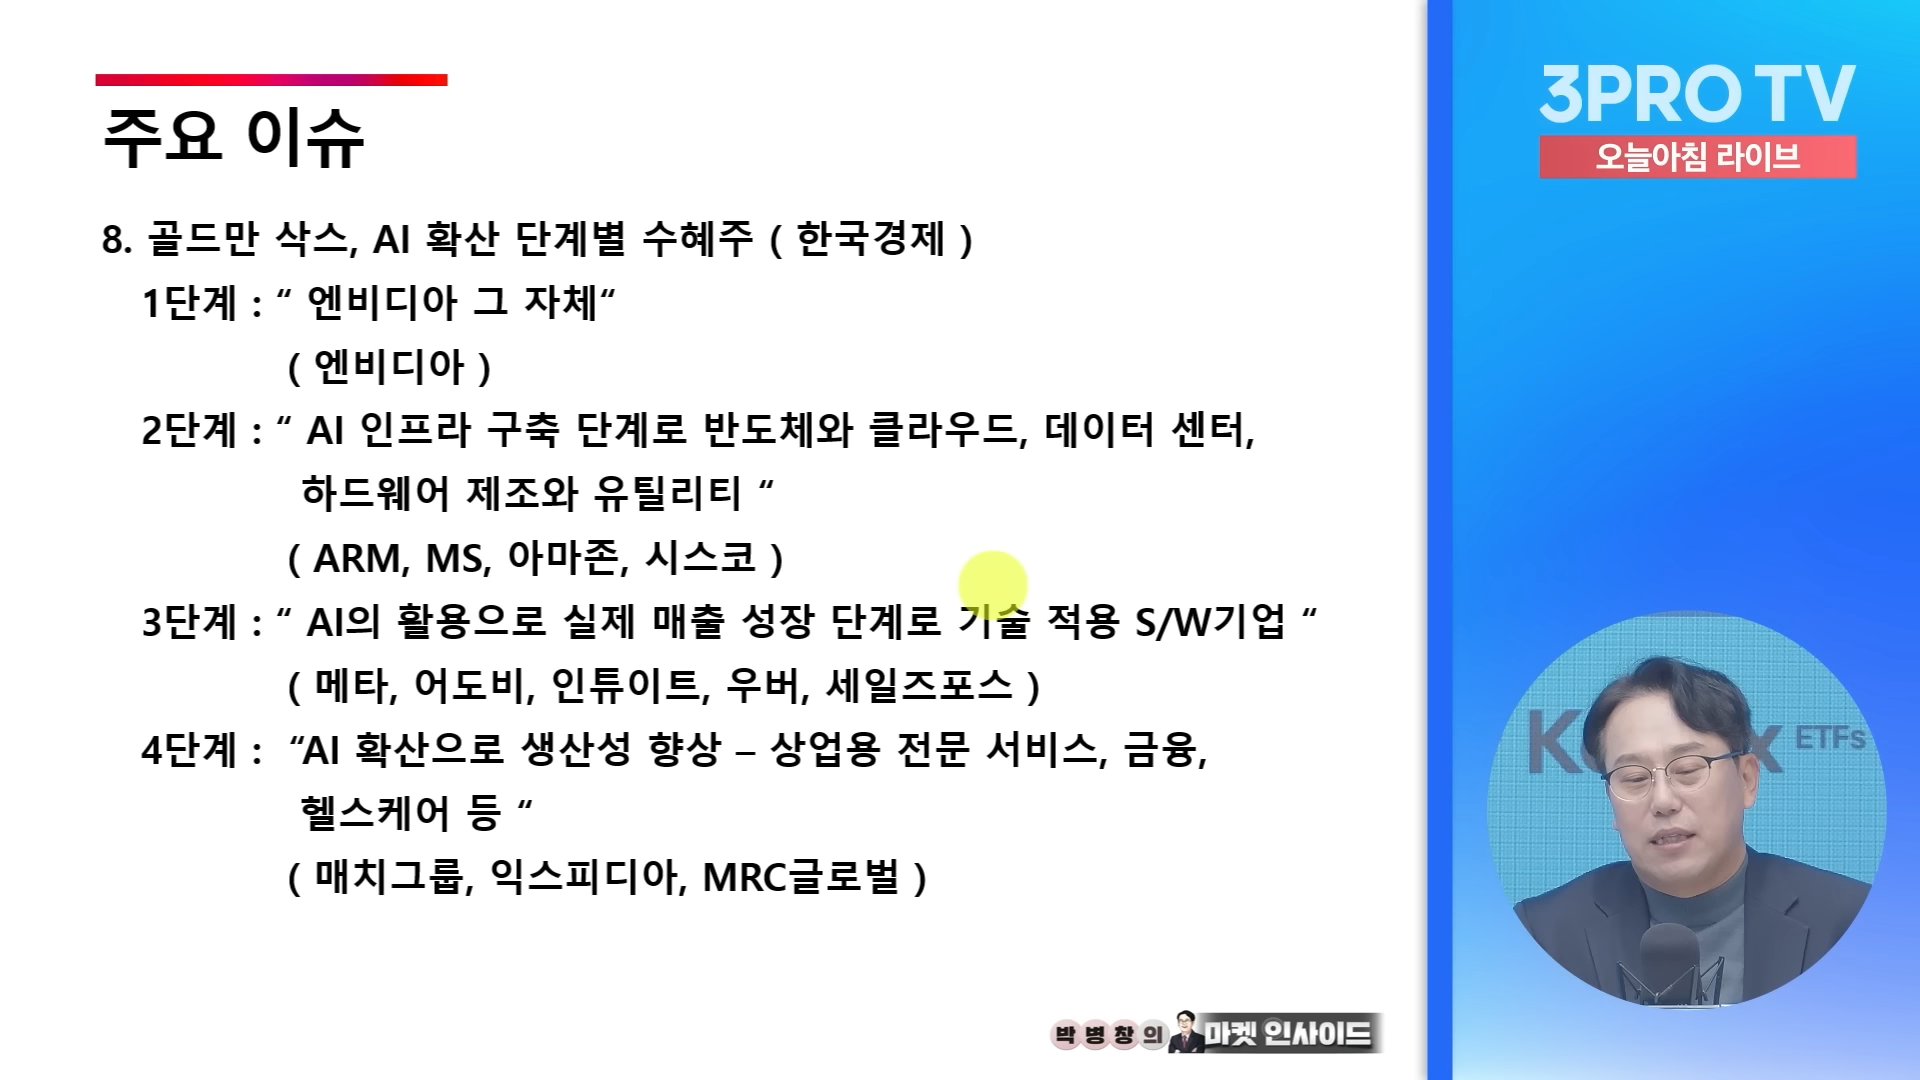 주요 이슈
8. 골드만 삭스, AI 확산 단계별 수혜주 ( 한국경제 )
1단계 : “ 엔비디아 그 자체“
( 엔비디아 )
2단계 : “ AI 인프라 구축 단계로 반도체와 클라우드, 데이터 센터,
하드웨어 제조와 유틸리티 “
( ARM, MS, 아마존, 시스코 )
3단계 : “ AI의 활용으로 실제 매출 성장 단계로 기술 적용 S/W기업 “
( 메타, 어도비, 인튜이트, 우버, 세일즈포스 )
4단계 : “AI 확산으로 생산성 향상 – 상업용 전문 서비스, 금융,
헬스케어 등 “
( 매치그룹, 익스피디아, MRC글로벌 )
박병창의 마켓 인사이드
3PRO TV
오늘아침 라이브
ETFs